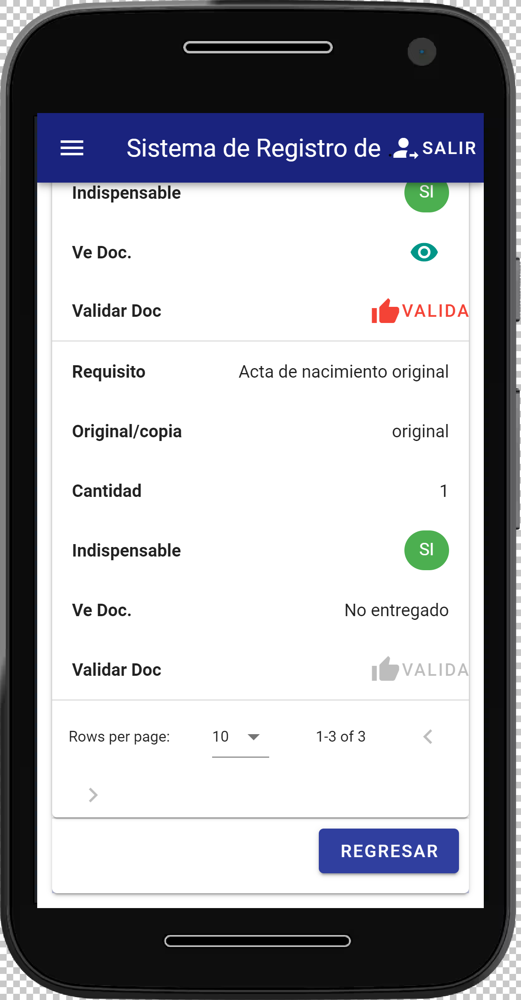 Sistema de Registro de . SALIR
Indispensable SI
Ve Doc.
Validar Doc VALIDA
Requisito Acta de nacimiento original
Original/copia original
Cantidad 1
Indispensable SI
Ve Doc. No entregado
Validar Doc VALIDA
Rows per page: 10 1-3 of 3
REGRESAR